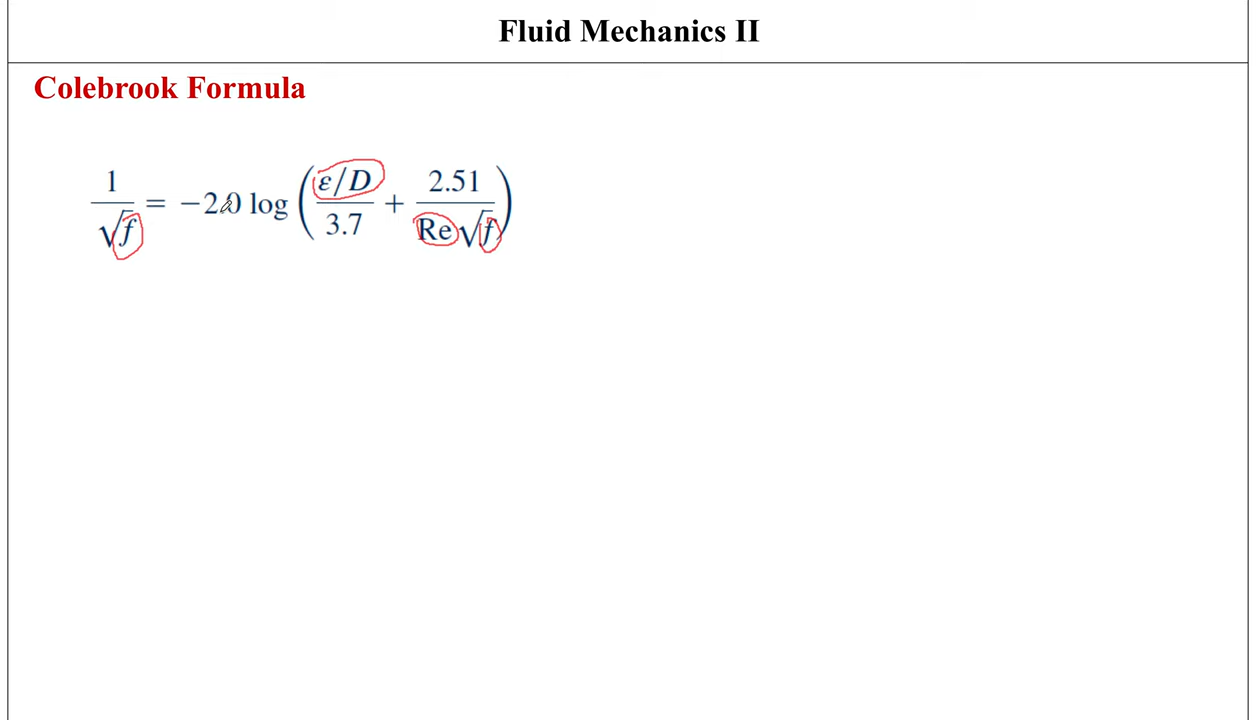 Fluid Mechanics II
Colebrook Formula
1/√f = −2.0 log ( (ε/D)/3.7 + 2.51/(Re√f) )